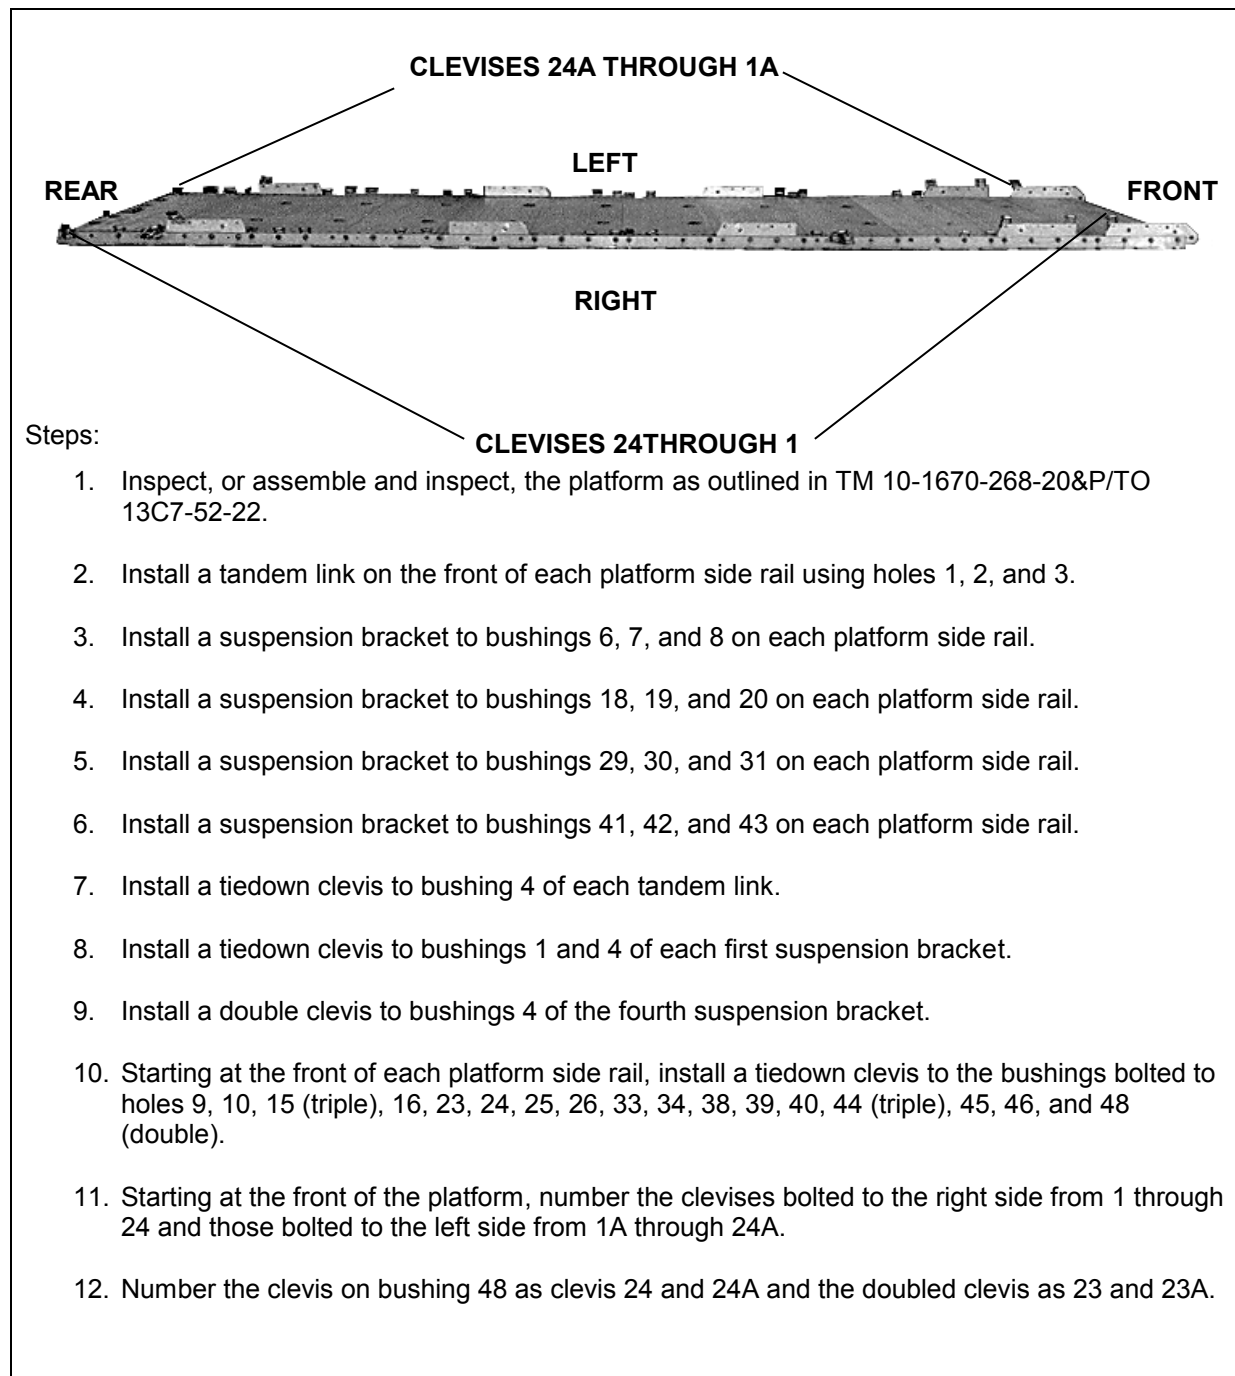 CLEVISES 24A THROUGH 1A
LEFT
REAR
FRONT
RIGHT
CLEVISES 24THROUGH 1
Steps:
1. Inspect, or assemble and inspect, the platform as outlined in TM 10-1670-268-20&P/TO
13C7-52-22.
2. Install a tandem link on the front of each platform side rail using holes 1, 2, and 3.
3. Install a suspension bracket to bushings 6, 7, and 8 on each platform side rail.
4. Install a suspension bracket to bushings 18, 19, and 20 on each platform side rail.
5. Install a suspension bracket to bushings 29, 30, and 31 on each platform side rail.
6. Install a suspension bracket to bushings 41, 42, and 43 on each platform side rail.
7. Install a tiedown clevis to bushing 4 of each tandem link.
8. Install a tiedown clevis to bushings 1 and 4 of each first suspension bracket.
9. Install a double clevis to bushings 4 of the fourth suspension bracket.
10. Starting at the front of each platform side rail, install a tiedown clevis to the bushings bolted to
holes 9, 10, 15 (triple), 16, 23, 24, 25, 26, 33, 34, 38, 39, 40, 44 (triple), 45, 46, and 48
(double).
11. Starting at the front of the platform, number the clevises bolted to the right side from 1 through
24 and those bolted to the left side from 1A through 24A.
12. Number the clevis on bushing 48 as clevis 24 and 24A and the doubled clevis as 23 and 23A.